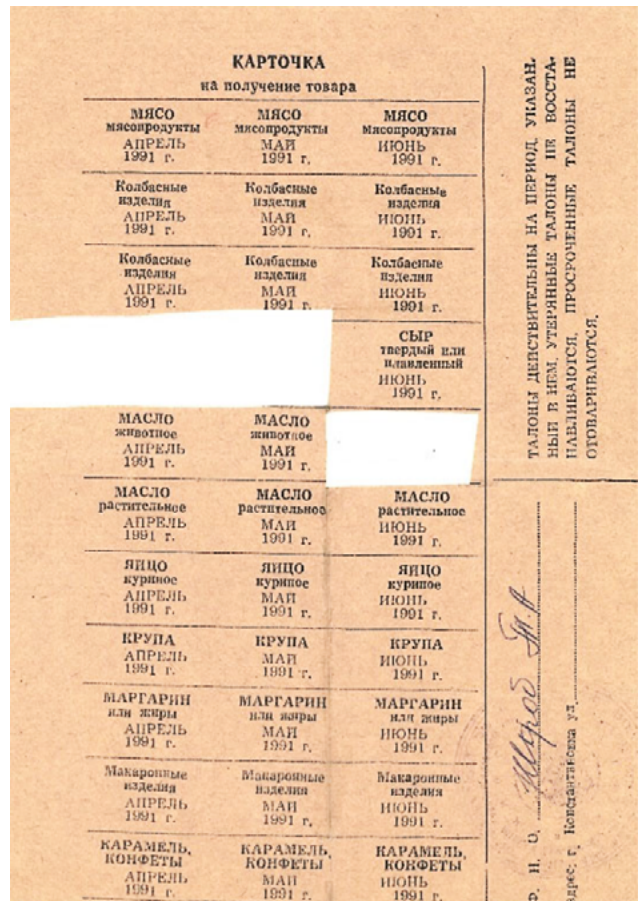 КАРТОЧКА
на получение товара
МЯСО МЯСО МЯСО
мясопродукты мясопродукты мясопродукты
АПРЕЛЬ МАЙ ИЮНЬ
1991 г. 1991 г. 1991 г.
Колбасные Колбасные Колбасные
изделия изделия изделия
АПРЕЛЬ МАЙ ИЮНЬ
1991 г. 1991 г. 1991 г.
Колбасные Колбасные Колбасные
изделия изделия изделия
АПРЕЛЬ МАЙ ИЮНЬ
1991 г. 1991 г. 1991 г.
СЫР
твердый или
плавленный
ИЮНЬ
1991 г.
МАСЛО МАСЛО
животное животное
АПРЕЛЬ МАЙ
1991 г. 1991 г.
МАСЛО МАСЛО МАСЛО
растительное растительное растительное
АПРЕЛЬ МАЙ ИЮНЬ
1991 г. 1991 г. 1991 г.
ЯЙЦО ЯЙЦО ЯЙЦО
куриное куриное куриное
АПРЕЛЬ МАЙ ИЮНЬ
1991 г. 1991 г. 1991 г.
КРУПА КРУПА КРУПА
АПРЕЛЬ МАЙ ИЮНЬ
1991 г. 1991 г. 1991 г.
МАРГАРИН МАРГАРИН МАРГАРИН
или жиры или жиры или жиры
АПРЕЛЬ МАЙ ИЮНЬ
1991 г. 1991 г. 1991 г.
Макаронные Макаронные Макаронные
изделия изделия изделия
АПРЕЛЬ МАЙ ИЮНЬ
1991 г. 1991 г. 1991 г.
КАРАМЕЛЬ, КАРАМЕЛЬ, КАРАМЕЛЬ,
КОНФЕТЫ КОНФЕТЫ КОНФЕТЫ
АПРЕЛЬ МАЙ ИЮНЬ
1991 г. 1991 г. 1991 г.
ТАЛОНЫ ДЕЙСТВИТЕЛЬНЫ НА ПЕРИОД, УКАЗАН-
НЫЙ В НЕМ. УТЕРЯННЫЕ ТАЛОНЫ НЕ ВОССТА-
НАВЛИВАЮТСЯ. ПРОСРОЧЕННЫЕ ТАЛОНЫ НЕ
ОТОВАРИВАЮТСЯ.
Ф. И. О.
адрес: г. Константиновка ул.